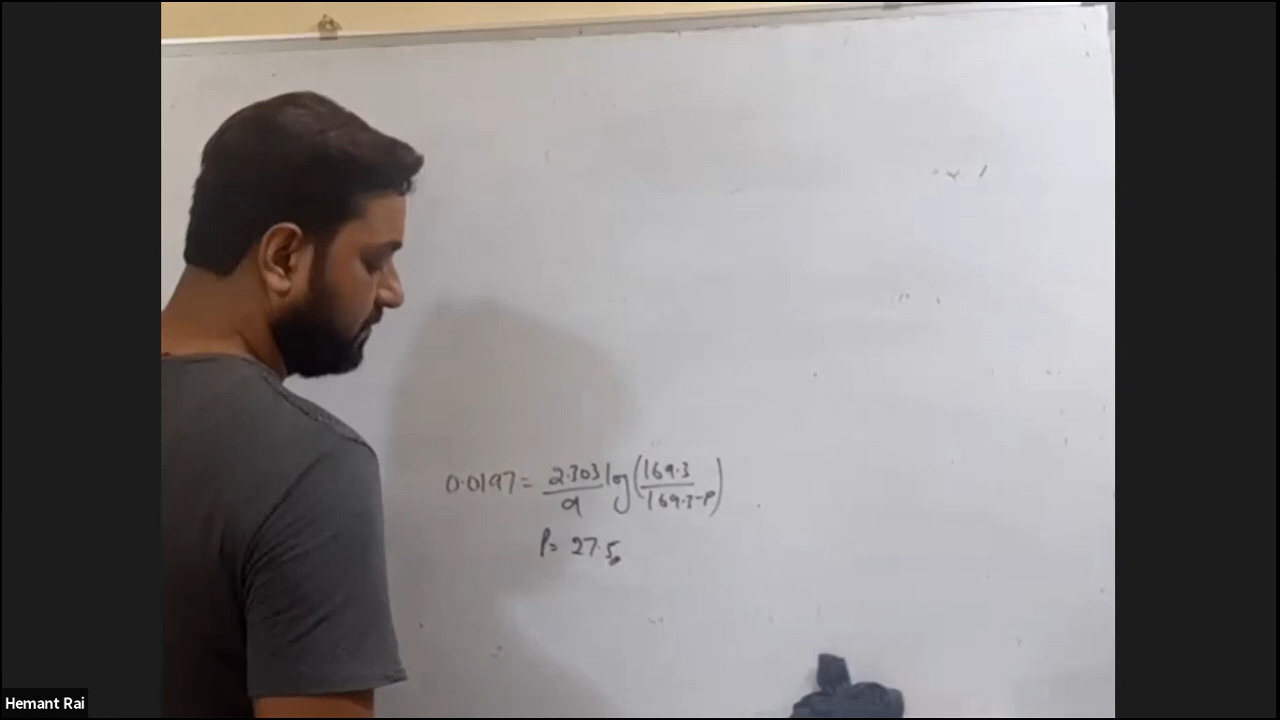 0.0197 = 2.303/9 log(169.3/169.3-P)
P= 27.5
Hemant Rai